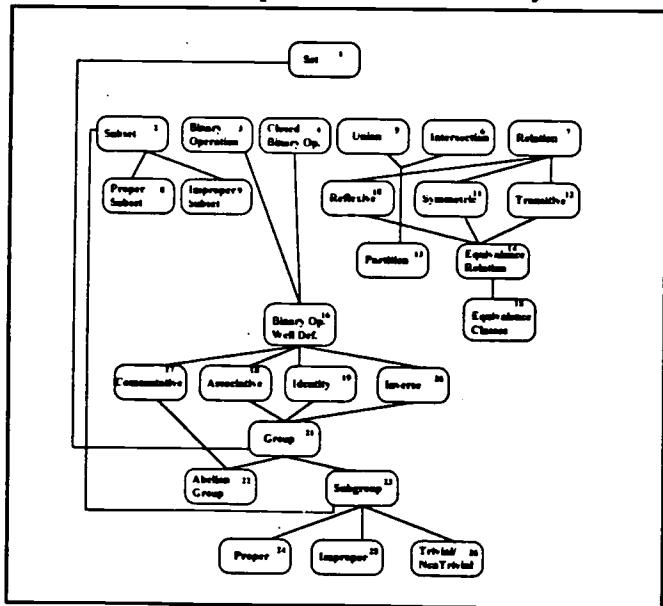 Set 1
Subset 2
Binary 3
Operation
Closed 4
Binary Op.
Union
Intersection 6
Relation 7
Proper 8
Subset
Improper 9
Subset
Reflexive 10
Symmetric 11
Transitive 12
Partition 13
Equivalence 14
Relation
Equivalence
Classes
Binary Op. 16
Well Def.
Commutative 17
Associative 18
Identity 19
Inverse 20
Group 21
Abelian
Group 22
Subgroup 23
Proper 24
Improper 25
Trivial/ 26
NonTrivial